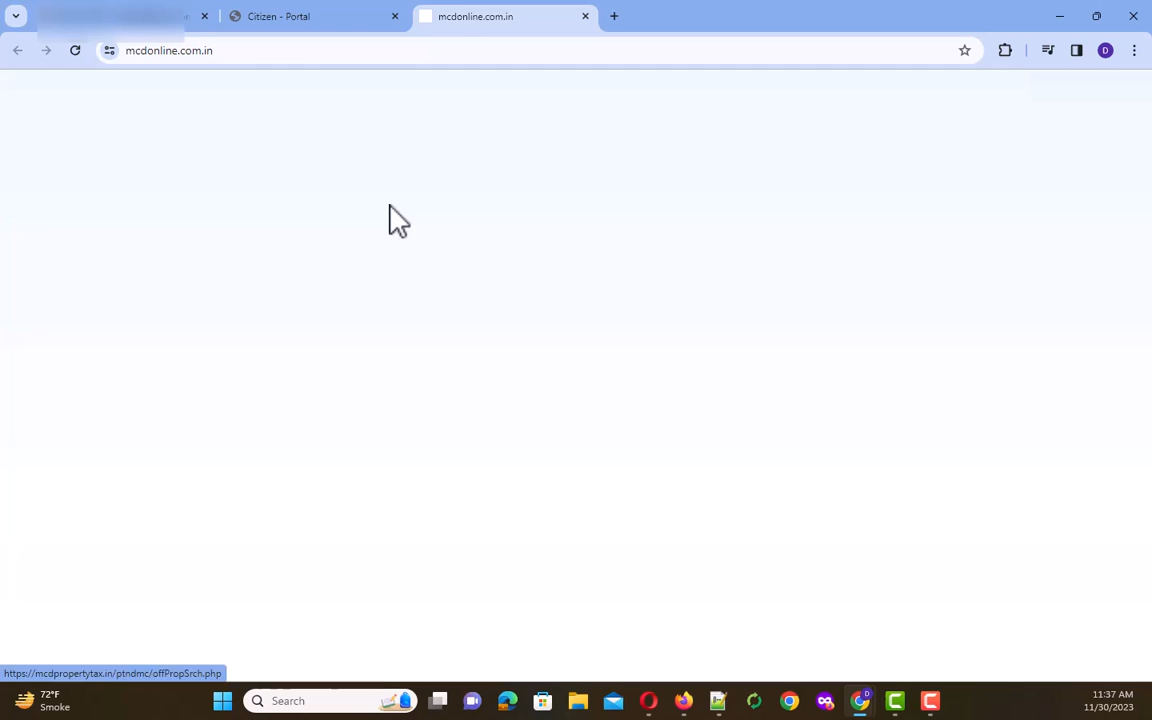 Citizen - Portal
mcdonline.com.in
mcdonline.com.in
D
https://mcdpropertytax.in/ptndmc/offPropSrch.php
72°F
Smoke
Search
D
11:37 AM
11/30/2023